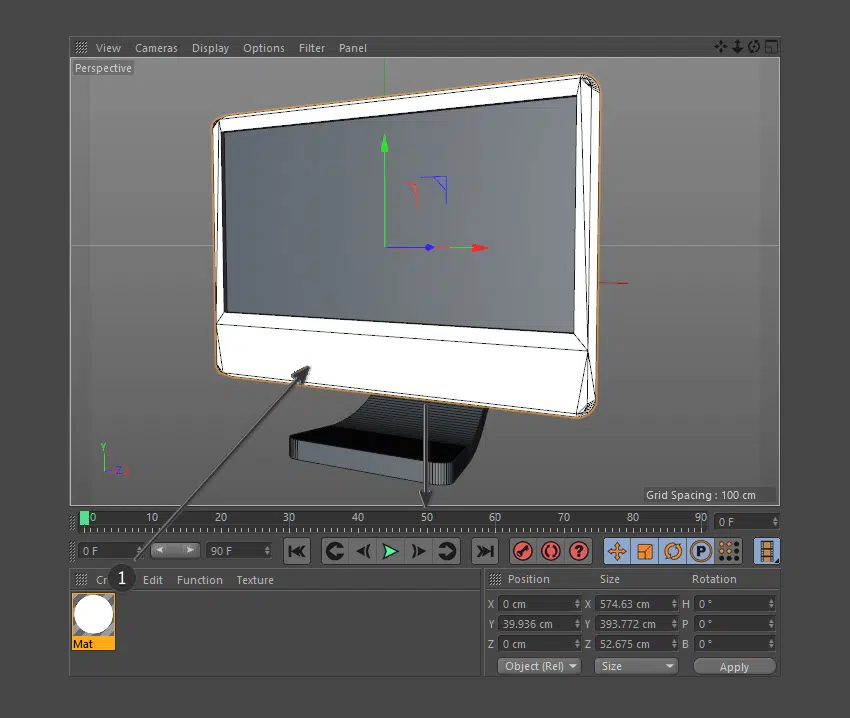 View Cameras Display Options Filter Panel
Perspective
Y
Z
Grid Spacing : 100 cm
0 10 20 30 40 50 60 70 80 90 0 F
0 F 90 F P
Cr 1 Edit Function Texture
Mat
Position Size Rotation
X 0 cm X 574.63 cm H 0 °
Y 39.936 cm Y 393.772 cm P 0 °
Z 0 cm Z 52.675 cm B 0 °
Object (Rel) Size Apply